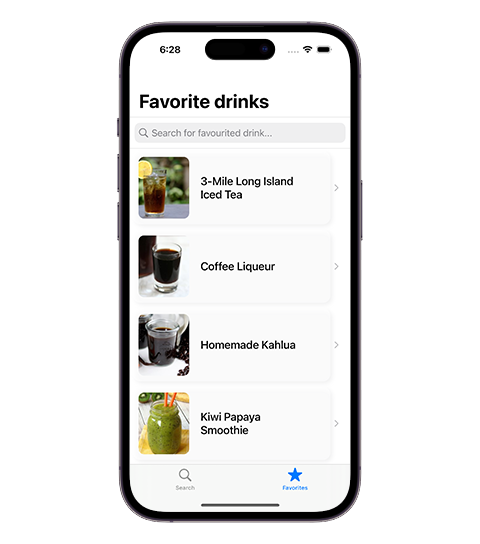 6:28
Favorite drinks
Search for favourited drink...
3-Mile Long Island
Iced Tea
Coffee Liqueur
Homemade Kahlua
Kiwi Papaya
Smoothie
Search
Favorites